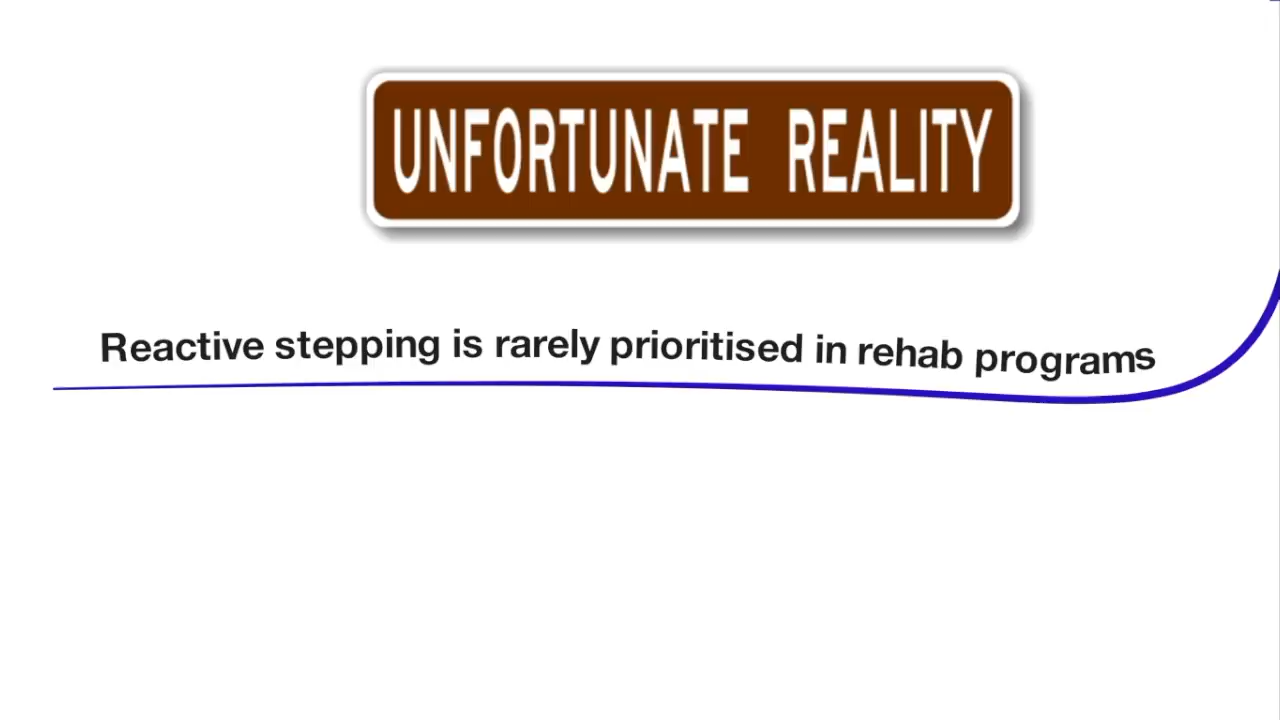 UNFORTUNATE REALITY
Reactive stepping is rarely prioritised in rehab programs